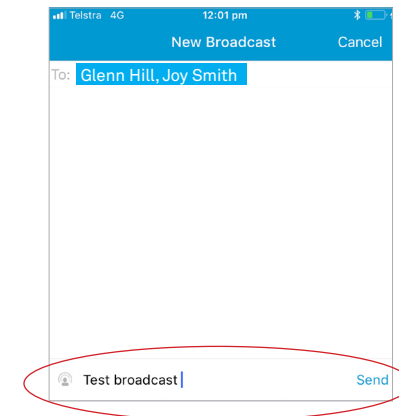 Telstra 4G 12:01 pm
New Broadcast Cancel
To: Glenn Hill, Joy Smith
Test broadcast Send